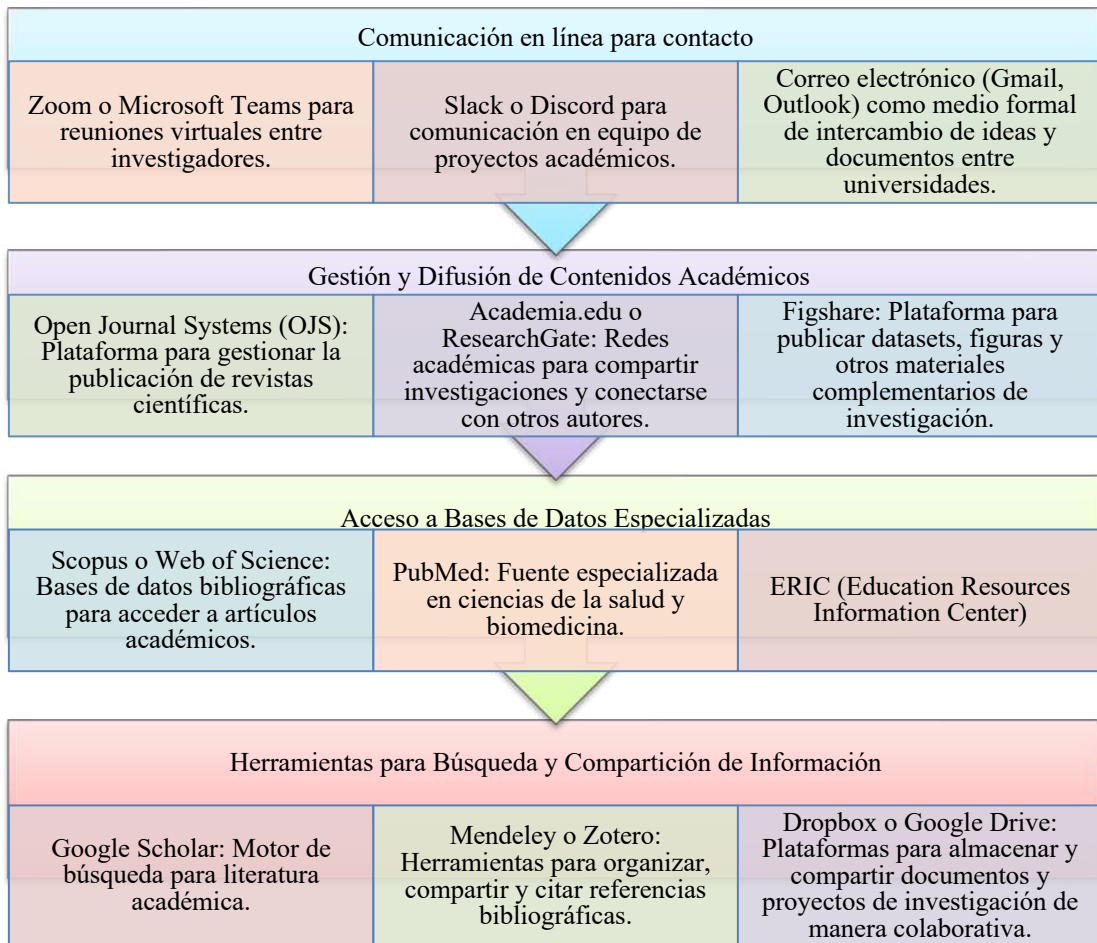 Comunicación en línea para contacto
Zoom o Microsoft Teams para
reuniones virtuales entre
investigadores.
Slack o Discord para
comunicación en equipo de
proyectos académicos.
Correo electrónico (Gmail,
Outlook) como medio formal
de intercambio de ideas y
documentos entre
universidades.
Gestión y Difusión de Contenidos Académicos
Open Journal Systems (OJS):
Plataforma para gestionar la
publicación de revistas
científicas.
Academia.edu o
ResearchGate: Redes
académicas para compartir
investigaciones y conectarse
con otros autores.
Figshare: Plataforma para
publicar datasets, figuras y
otros materiales
complementarios de
investigación.
Acceso a Bases de Datos Especializadas
Scopus o Web of Science:
Bases de datos bibliográficas
para acceder a artículos
académicos.
PubMed: Fuente especializada
en ciencias de la salud y
biomedicina.
ERIC (Education Resources
Information Center)
Herramientas para Búsqueda y Compartición de Información
Google Scholar: Motor de
búsqueda para literatura
académica.
Mendeley o Zotero:
Herramientas para organizar,
compartir y citar referencias
bibliográficas.
Dropbox o Google Drive:
Plataformas para almacenar y
compartir documentos y
proyectos de investigación de
manera colaborativa.